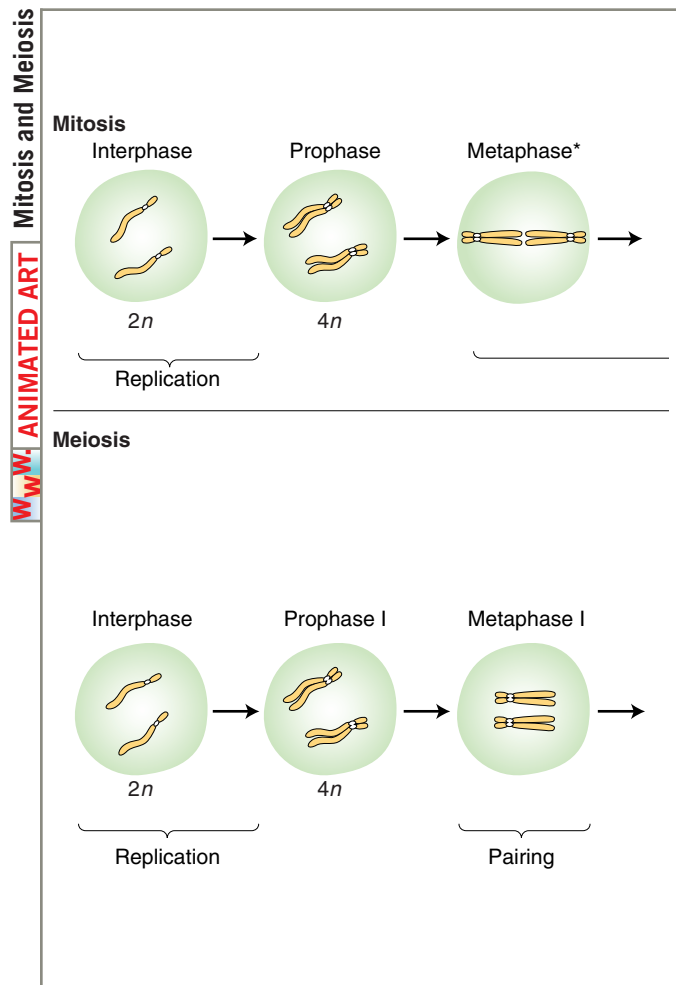 Mitosis and Meiosis
www. ANIMATED ART
Mitosis
Interphase Prophase Metaphase*
2n 4n
Replication
Meiosis
Interphase Prophase I Metaphase I
2n 4n
Replication Pairing